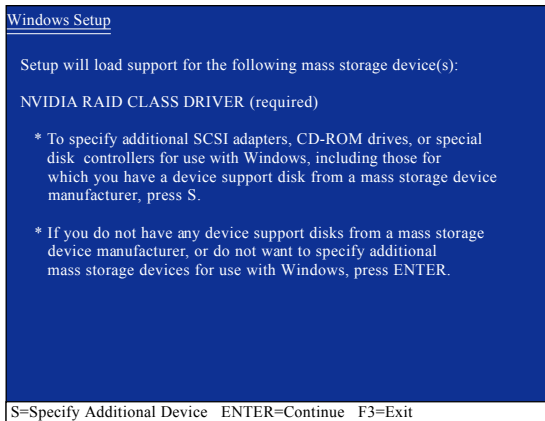 Windows Setup
Setup will load support for the following mass storage device(s):
NVIDIA RAID CLASS DRIVER (required)
* To specify additional SCSI adapters, CD-ROM drives, or special
disk controllers for use with Windows, including those for
which you have a device support disk from a mass storage device
manufacturer, press S.
* If you do not have any device support disks from a mass storage
device manufacturer, or do not want to specify additional
mass storage devices for use with Windows, press ENTER.
S=Specify Additional Device ENTER=Continue F3=Exit